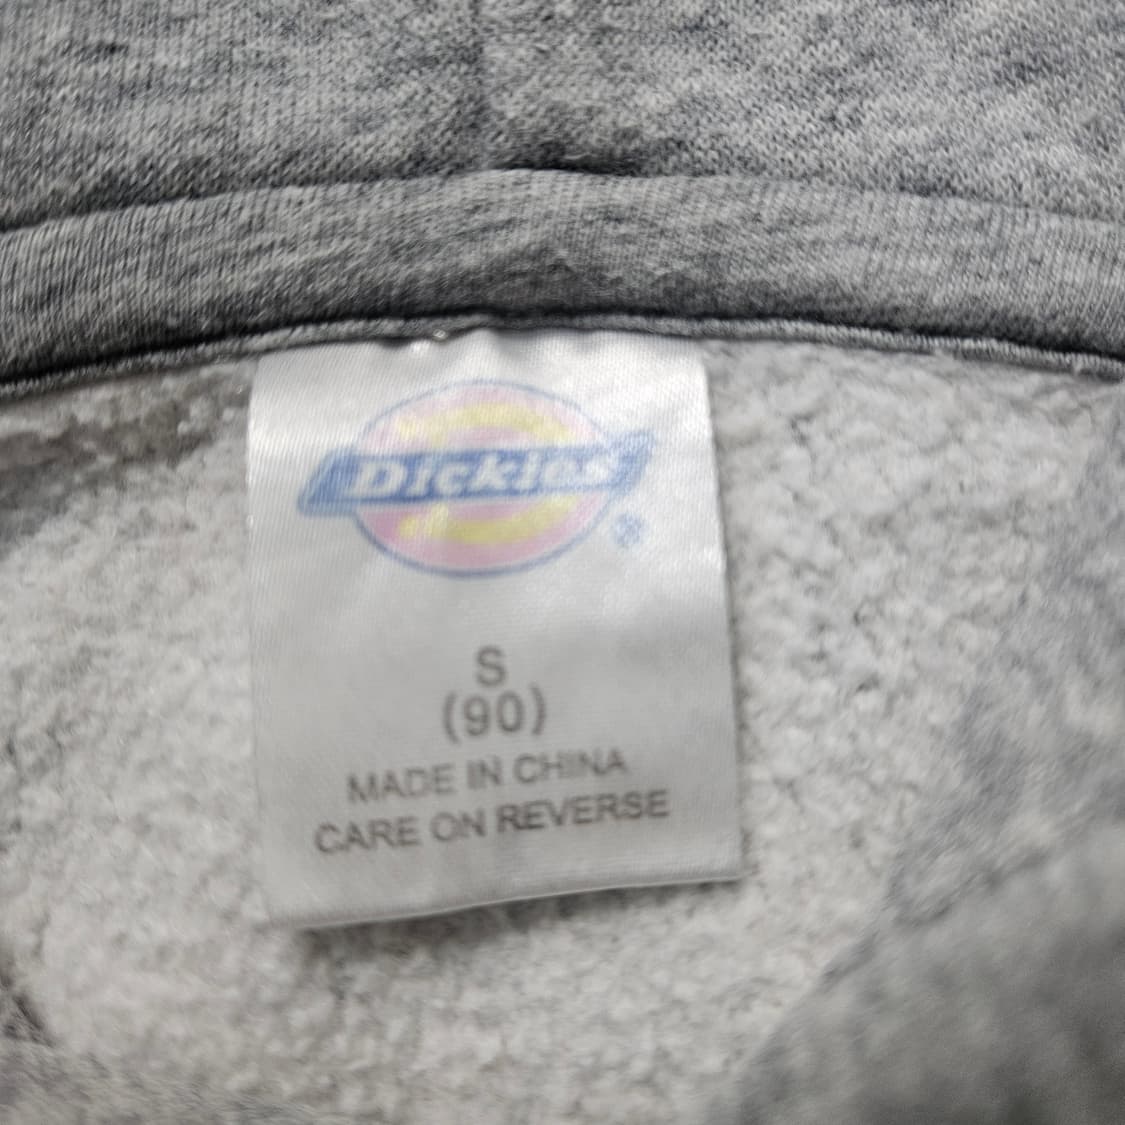 Dickies
®
S
(90)
MADE IN CHINA
CARE ON REVERSE